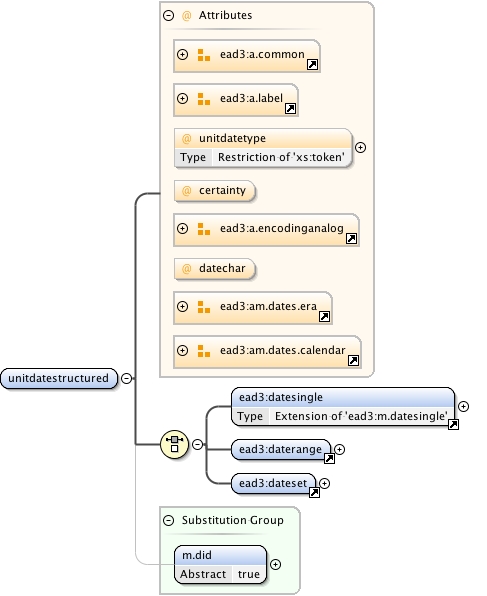 @ Attributes
ead3:a.common
ead3:a.label
@ unitdatetype
Type Restriction of 'xs:token'
@ certainty
ead3:a.encodinganalog
@ datechar
ead3:am.dates.era
ead3:am.dates.calendar
unitdatestructured
ead3:datesingle
Type Extension of 'ead3:m.datesingle'
ead3:daterange
ead3:dateset
Substitution Group
m.did
Abstract true